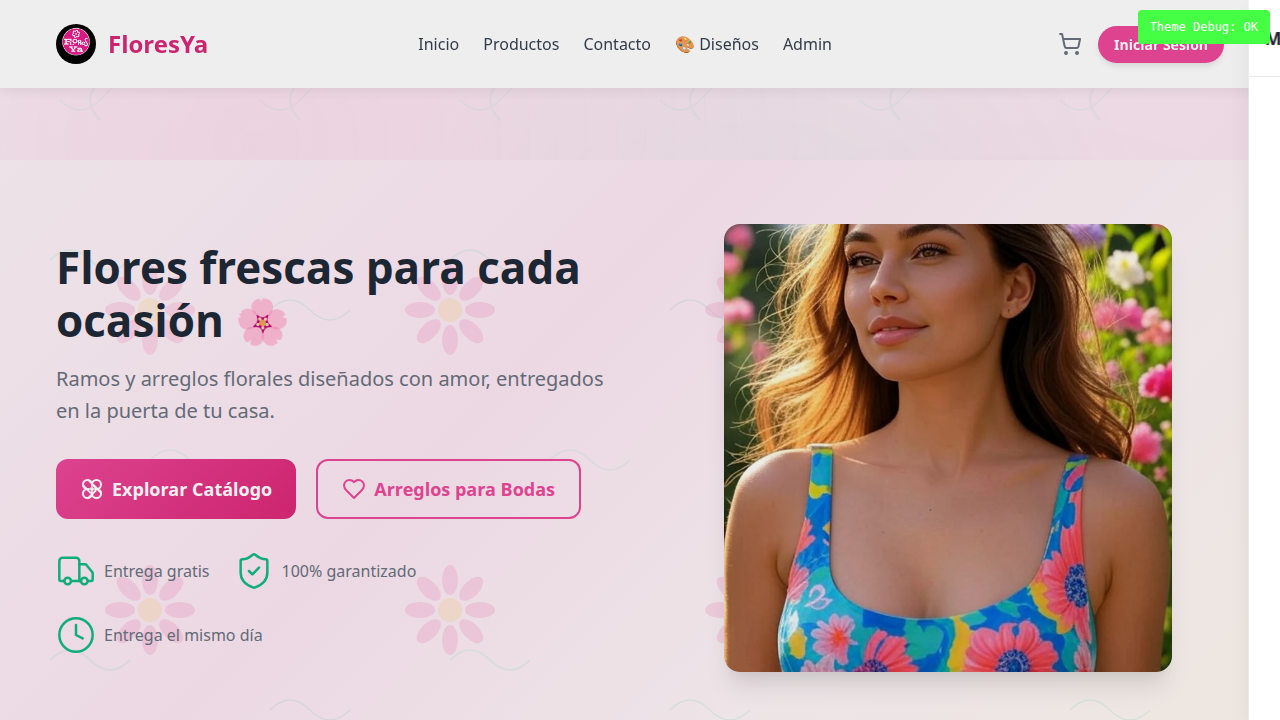 FloresYa
FloresYa
Inicio
Productos
Contacto
🎨 Diseños
Admin
Iniciar Sesión
Theme Debug: OK
M
Flores frescas para cada
ocasión 🌸
Ramos y arreglos florales diseñados con amor, entregados
en la puerta de tu casa.
Explorar Catálogo
Arreglos para Bodas
Entrega gratis
100% garantizado
Entrega el mismo día